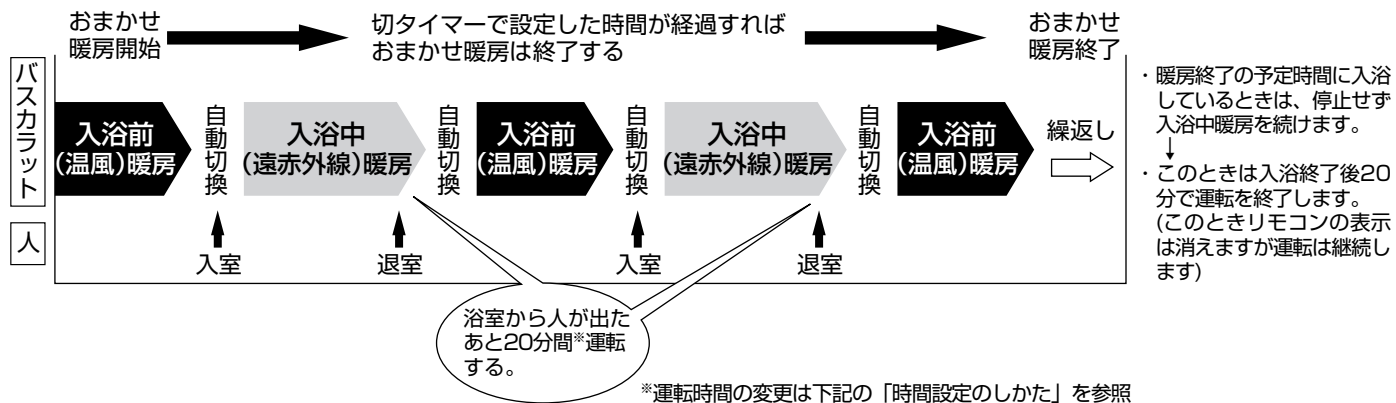 おまかせ
暖房開始
切タイマーで設定した時間が経過すれば
おまかせ暖房は終了する
おまかせ
暖房終了
バスカラット
人
入浴前
(温風)暖房
自動切換
入浴中
(遠赤外線)暖房
自動切換
入浴前
(温風)暖房
自動切換
入浴中
(遠赤外線)暖房
自動切換
入浴前
(温風)暖房
繰返し
入室
退室
入室
退室
浴室から人が出た
あと20分間※運転
する。
・暖房終了の予定時間に入浴
しているときは、停止せず
入浴中暖房を続けます。
↓
・このときは入浴終了後20
分で運転を終了します。
(このときリモコンの表示
は消えますが運転は継続し
ます)
※運転時間の変更は下記の「時間設定のしかた」を参照